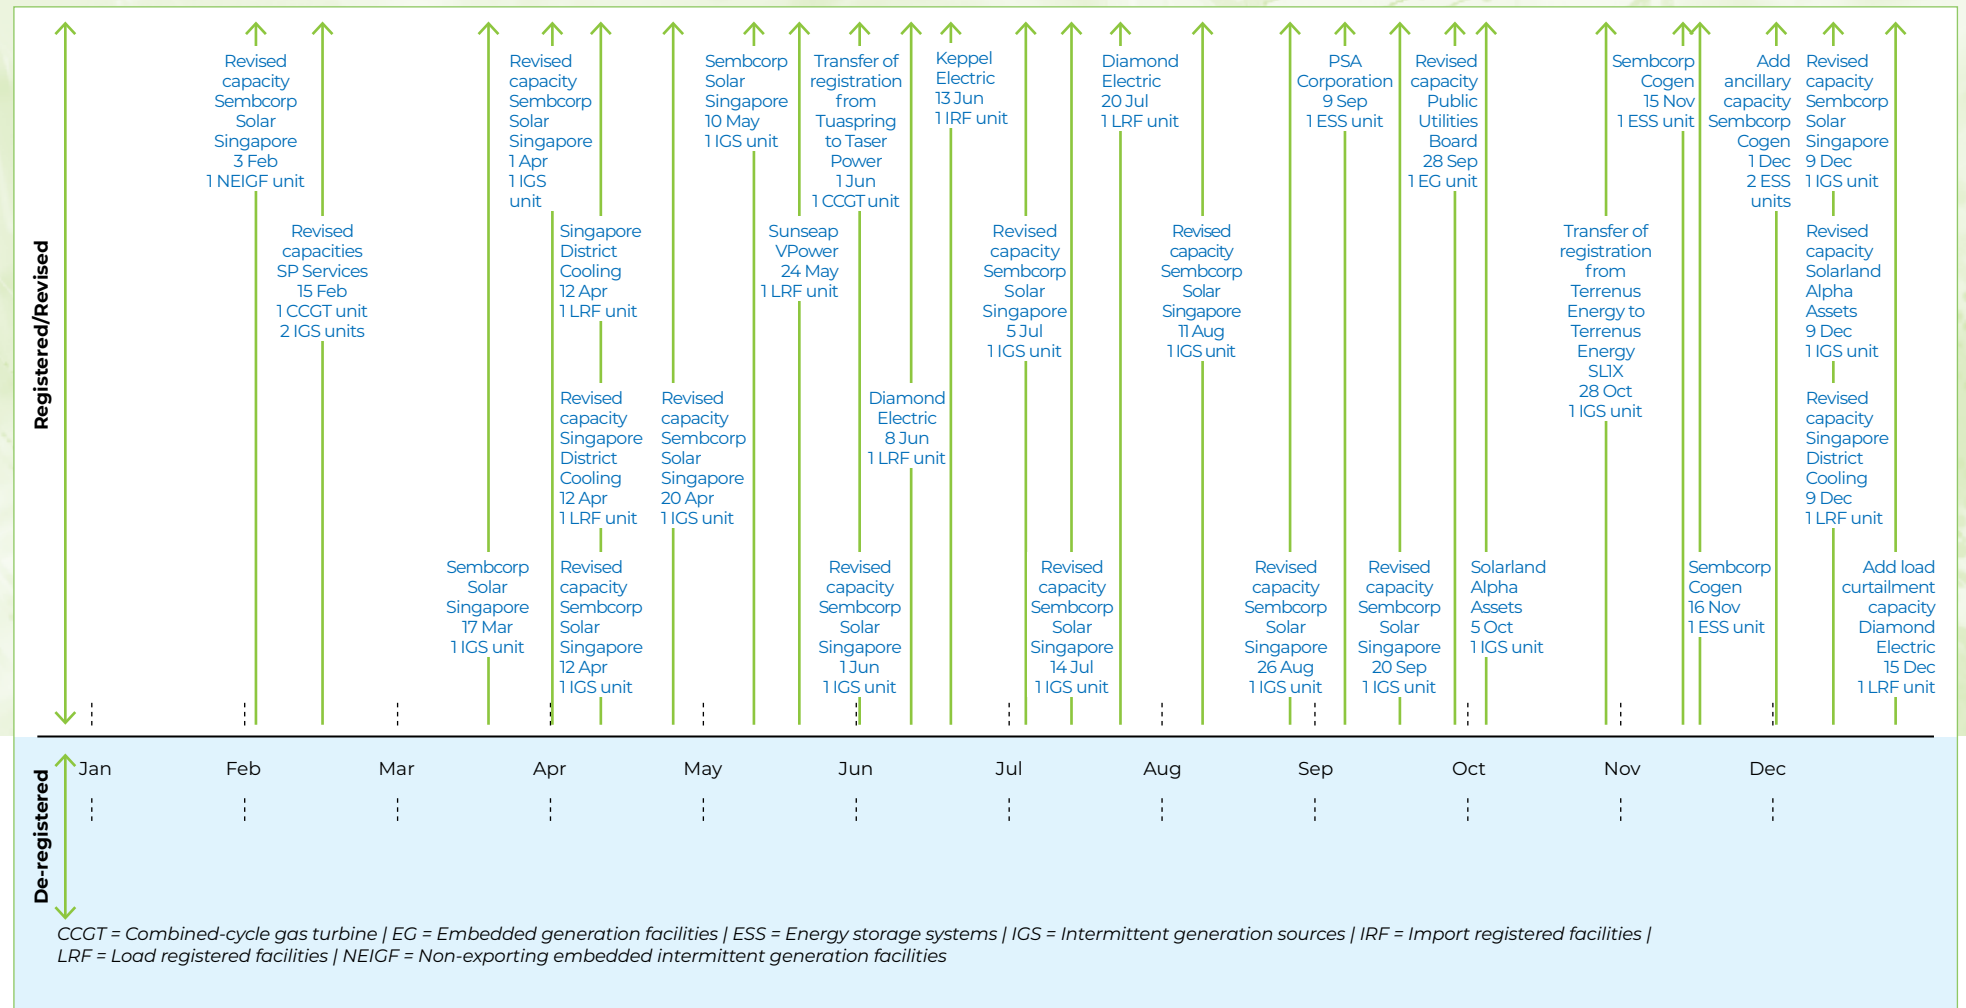 Registered/Revised
Revised
capacity
Sembcorp
Solar
Singapore
3 Feb
1 NEIGF unit
Revised
capacities
SP Services
15 Feb
1 CCGT unit
2 IGS units
Sembcorp
Solar
Singapore
17 Mar
1 IGS unit
Revised
capacity
Sembcorp
Solar
Singapore
1 Apr
1 IGS
unit
Singapore
District
Cooling
12 Apr
1 LRF unit
Revised
capacity
Singapore
District
Cooling
12 Apr
1 LRF unit
Revised
capacity
Sembcorp
Solar
Singapore
12 Apr
1 IGS unit
Revised
capacity
Sembcorp
Solar
Singapore
20 Apr
1 IGS unit
Sembcorp
Solar
Singapore
10 May
1 IGS unit
Sunseap
VPower
24 May
1 LRF unit
Transfer of
registration
from
Tuaspring
to Taser
Power
1 Jun
1 CCGT unit
Revised
capacity
Sembcorp
Solar
Singapore
1 Jun
1 IGS unit
Diamond
Electric
8 Jun
1 LRF unit
Keppel
Electric
13 Jun
1 IRF unit
Revised
capacity
Sembcorp
Solar
Singapore
5 Jul
1 IGS unit
Revised
capacity
Sembcorp
Solar
Singapore
14 Jul
1 IGS unit
Diamond
Electric
20 Jul
1 LRF unit
Revised
capacity
Sembcorp
Solar
Singapore
11 Aug
1 IGS unit
Revised
capacity
Sembcorp
Solar
Singapore
26 Aug
1 IGS unit
PSA
Corporation
9 Sep
1 ESS unit
Revised
capacity
Sembcorp
Solar
Singapore
20 Sep
1 IGS unit
Revised
capacity
Public
Utilities
Board
28 Sep
1 EG unit
Solarland
Alpha
Assets
5 Oct
1 IGS unit
Transfer of
registration
from
Terrenus
Energy to
Terrenus
Energy
SL1X
28 Oct
1 IGS unit
Sembcorp
Cogen
15 Nov
1 ESS unit
Sembcorp
Cogen
16 Nov
1 ESS unit
Add
ancillary
capacity
Sembcorp
Cogen
1 Dec
2 ESS
units
Revised
capacity
Sembcorp
Solar
Singapore
9 Dec
1 IGS unit
Revised
capacity
Solarland
Alpha
Assets
9 Dec
1 IGS unit
Revised
capacity
Singapore
District
Cooling
9 Dec
1 LRF unit
Add load
curtailment
capacity
Diamond
Electric
15 Dec
1 LRF unit
De-registered
Jan Feb Mar Apr May Jun Jul Aug Sep Oct Nov Dec
CCGT = Combined-cycle gas turbine | EG = Embedded generation facilities | ESS = Energy storage systems | IGS = Intermittent generation sources | IRF = Import registered facilities |
LRF = Load registered facilities | NEIGF = Non-exporting embedded intermittent generation facilities